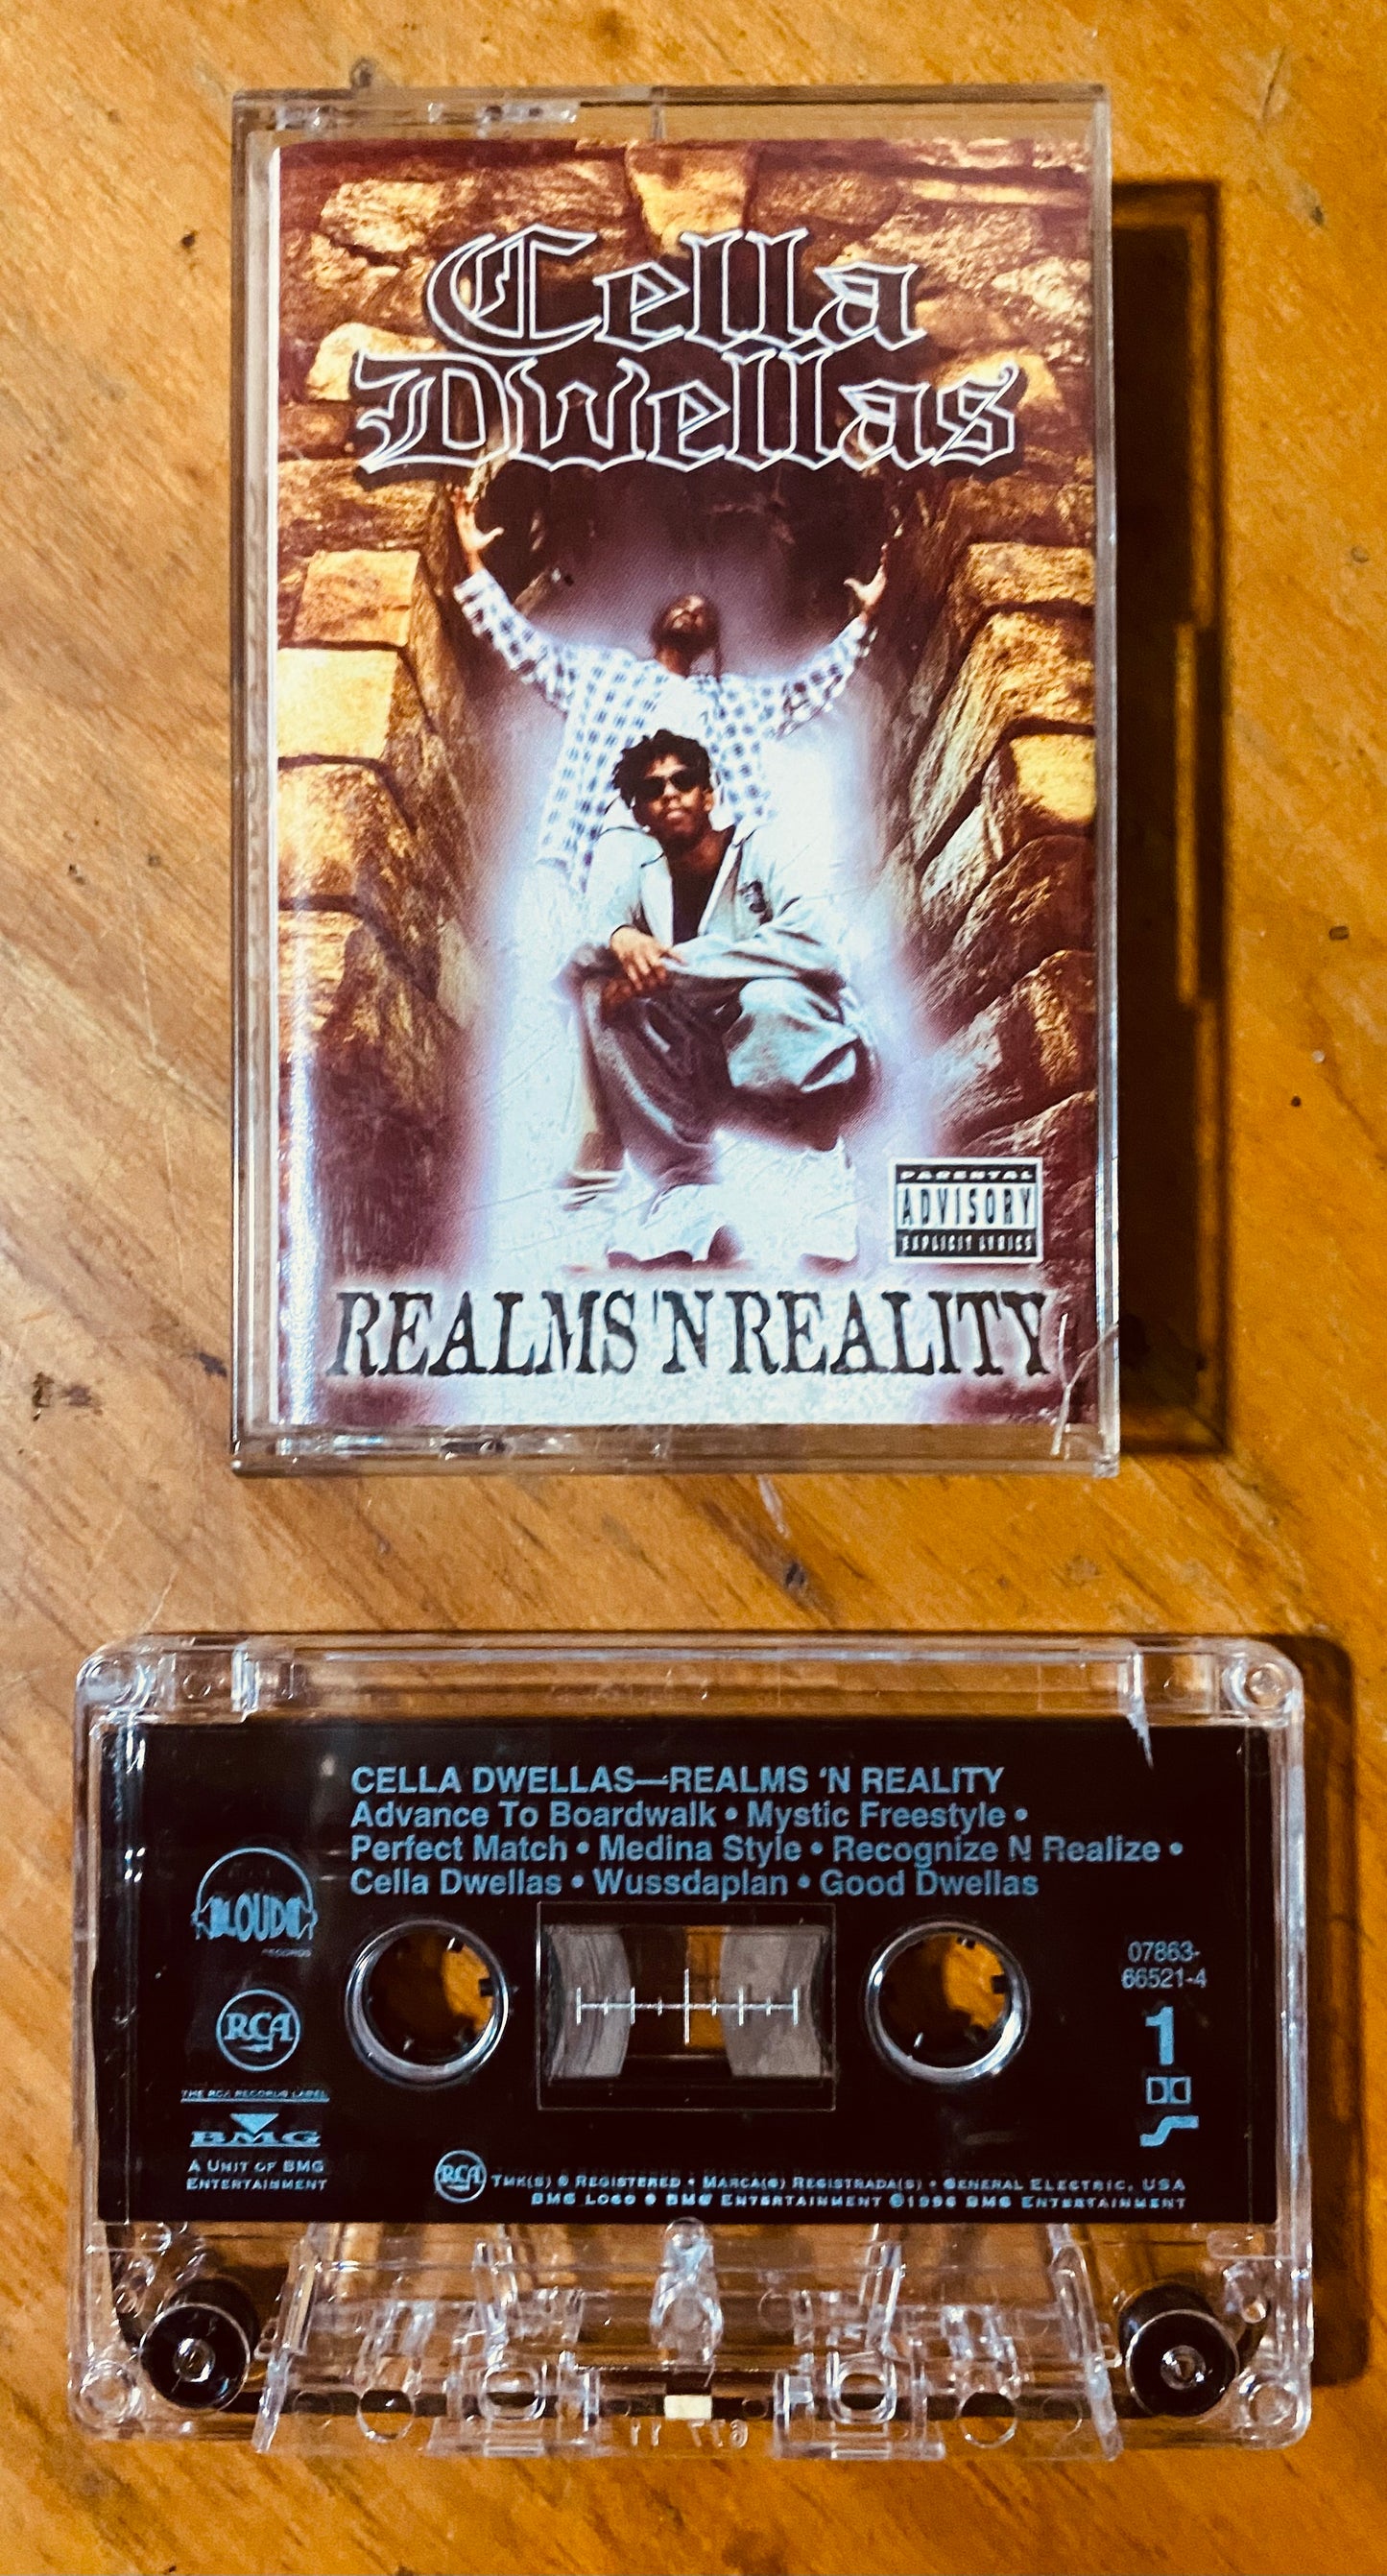 Cella
Dwellas
PARENTAL
ADVISORY
EXPLICIT LYRICS
REALMS 'N REALITY
CELLA DWELLAS—REALMS 'N REALITY
Advance To Boardwalk • Mystic Freestyle •
Perfect Match • Medina Style • Recognize N Realize •
Cella Dwellas • Wussdaplan • Good Dwellas
LOUD
RECORDS
RCA
THE RCA RECORDS LABEL
BMG
A UNIT OF BMG
ENTERTAINMENT
07863-
66521-4
1
RCA TMK(S) ® REGISTERED • MARCA(S) REGISTRADA(S) • GENERAL ELECTRIC, USA
BMG LOGO ® BMG ENTERTAINMENT ©1996 BMG ENTERTAINMENT